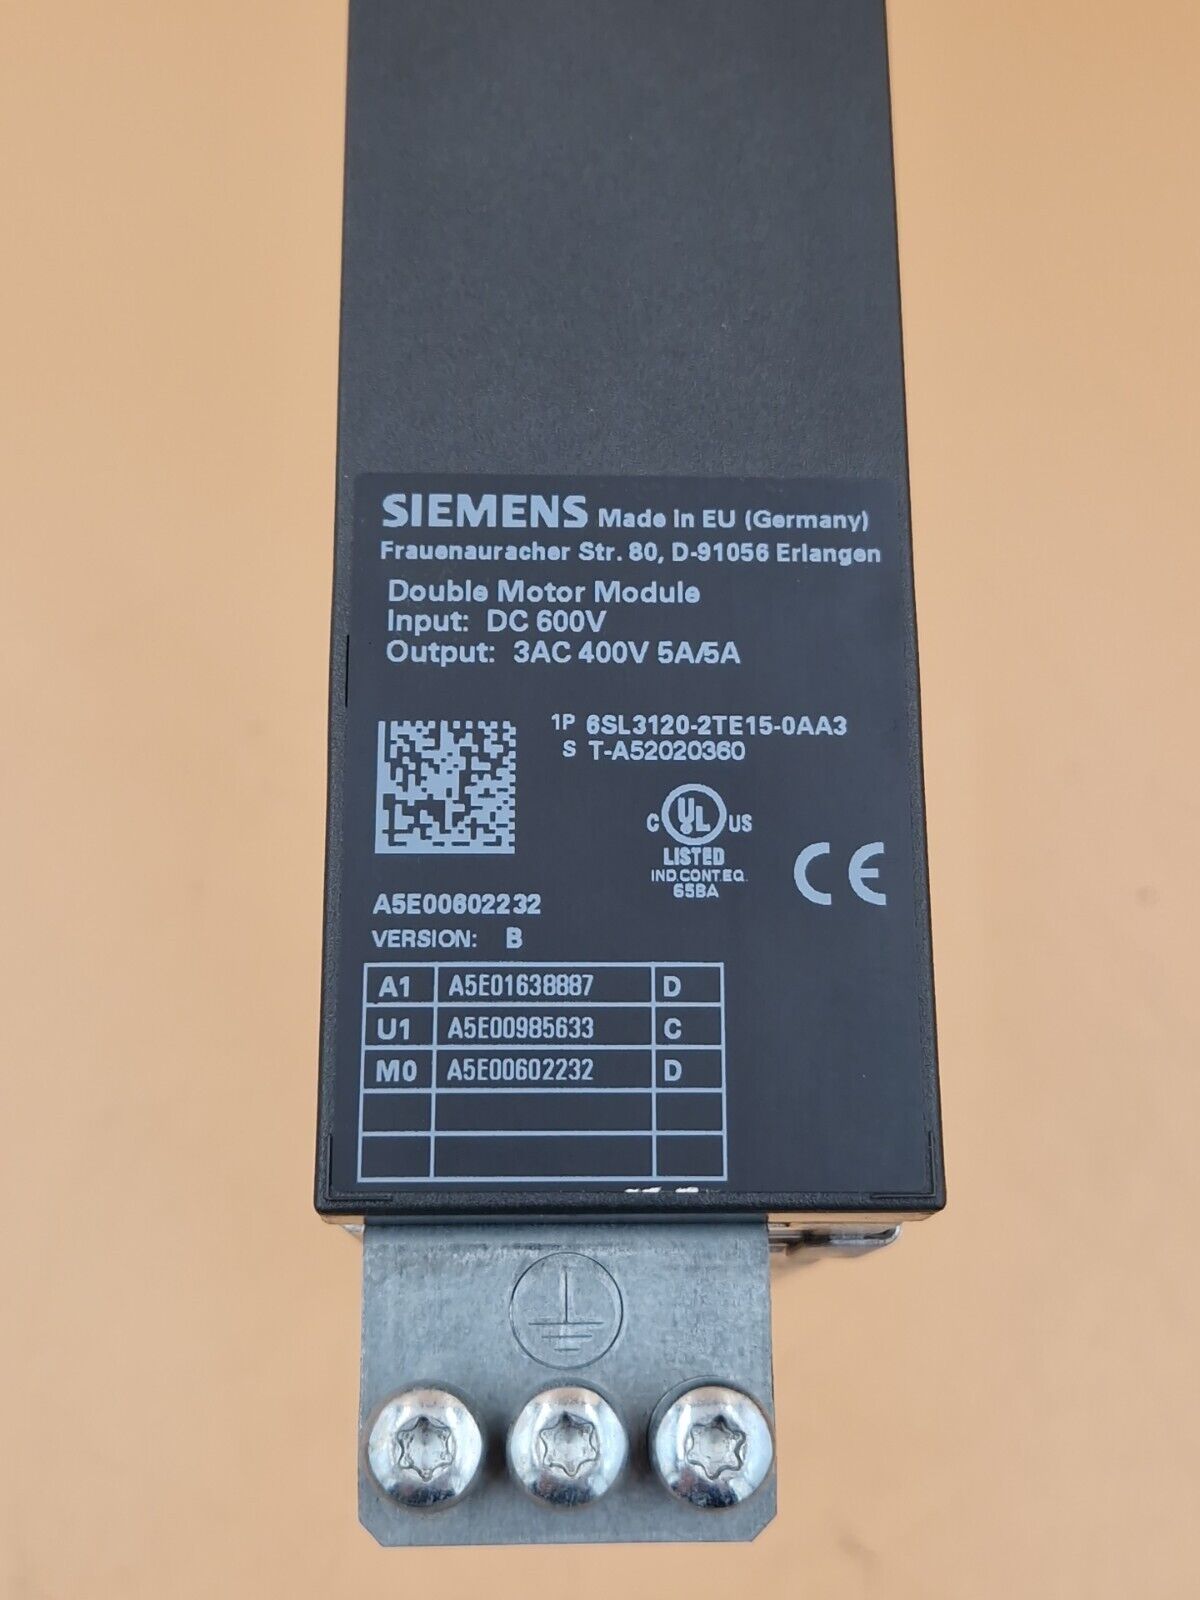 SIEMENS Made in EU (Germany)
Frauenauracher Str. 80, D-91056 Erlangen
Double Motor Module
Input: DC 600V
Output: 3AC 400V 5A/5A
1P 6SL3120-2TE15-0AA3
S T-A52020360
C UL US
LISTED
IND.CONT.EQ.
65BA
CE
A5E00602232
VERSION: B
A1 A5E01638887 D
U1 A5E00985633 C
M0 A5E00602232 D